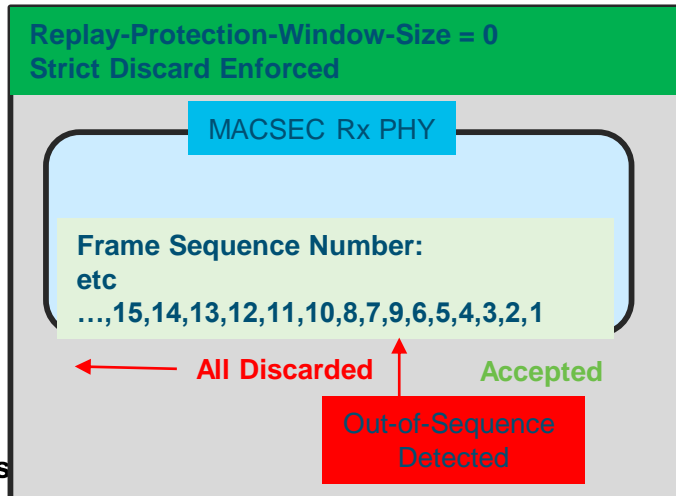 Replay-Protection-Window-Size = 0
Strict Discard Enforced
MACSEC Rx PHY
Frame Sequence Number:
etc
…,15,14,13,12,11,10,8,7,9,6,5,4,3,2,1
All Discarded
Accepted
Out-of-Sequence
Detected
s